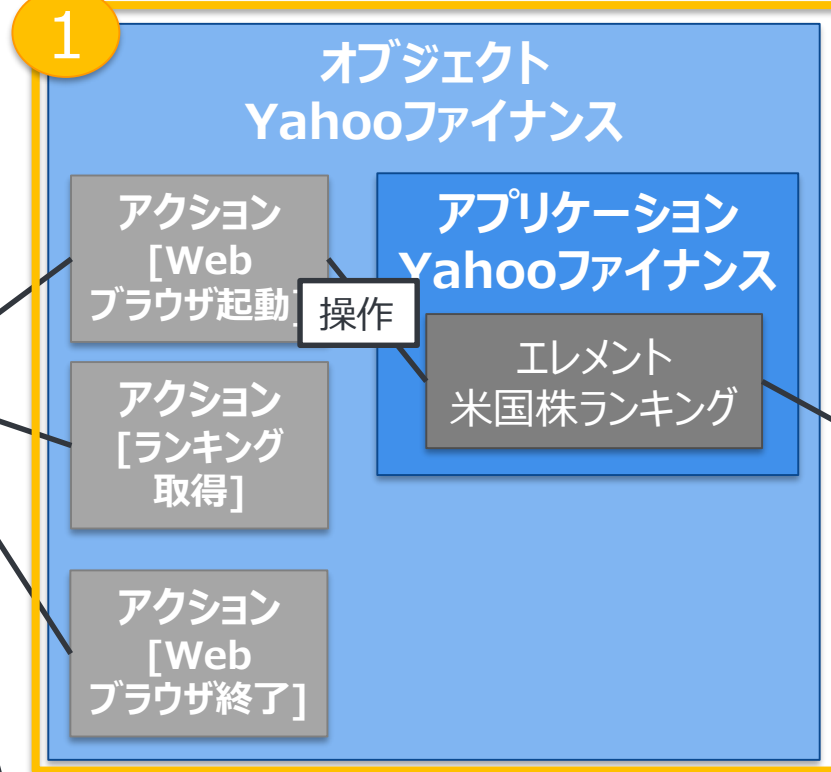 1
オブジェクト
Yahooファイナンス
アクション
[Web
ブラウザ起動]
操作
アプリケーション
Yahooファイナンス
エレメント
米国株ランキング
アクション
[ランキング
取得]
アクション
[Web
ブラウザ終了]